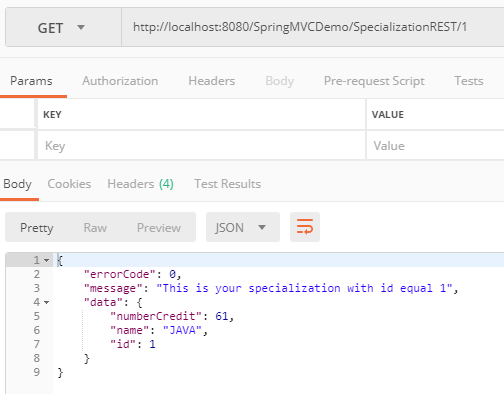 GET http://localhost:8080/SpringMVCDemo/SpecializationREST/1
Params Authorization Headers Body Pre-request Script Tests
KEY VALUE
Key Value
Body Cookies Headers (4) Test Results
Pretty Raw Preview JSON
1 {
2 "errorCode": 0,
3 "message": "This is your specialization with id equal 1",
4 "data": {
5 "numberCredit": 61,
6 "name": "JAVA",
7 "id": 1
8 }
9 }